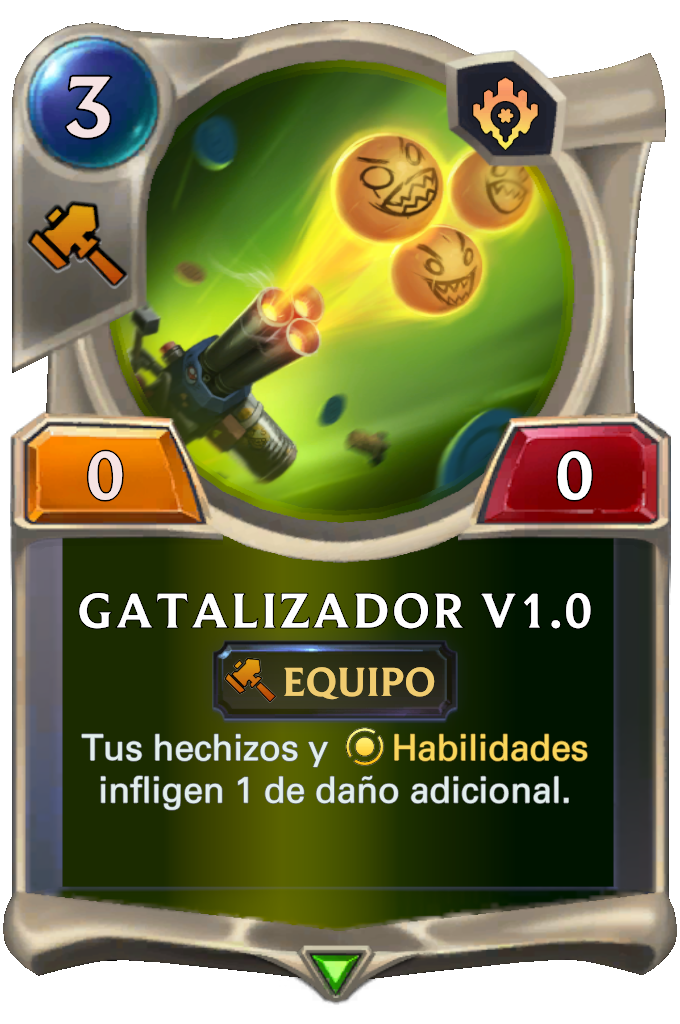 3
0
0
GATALIZADOR V1.0
EQUIPO
Tus hechizos y Habilidades
infligen 1 de daño adicional.